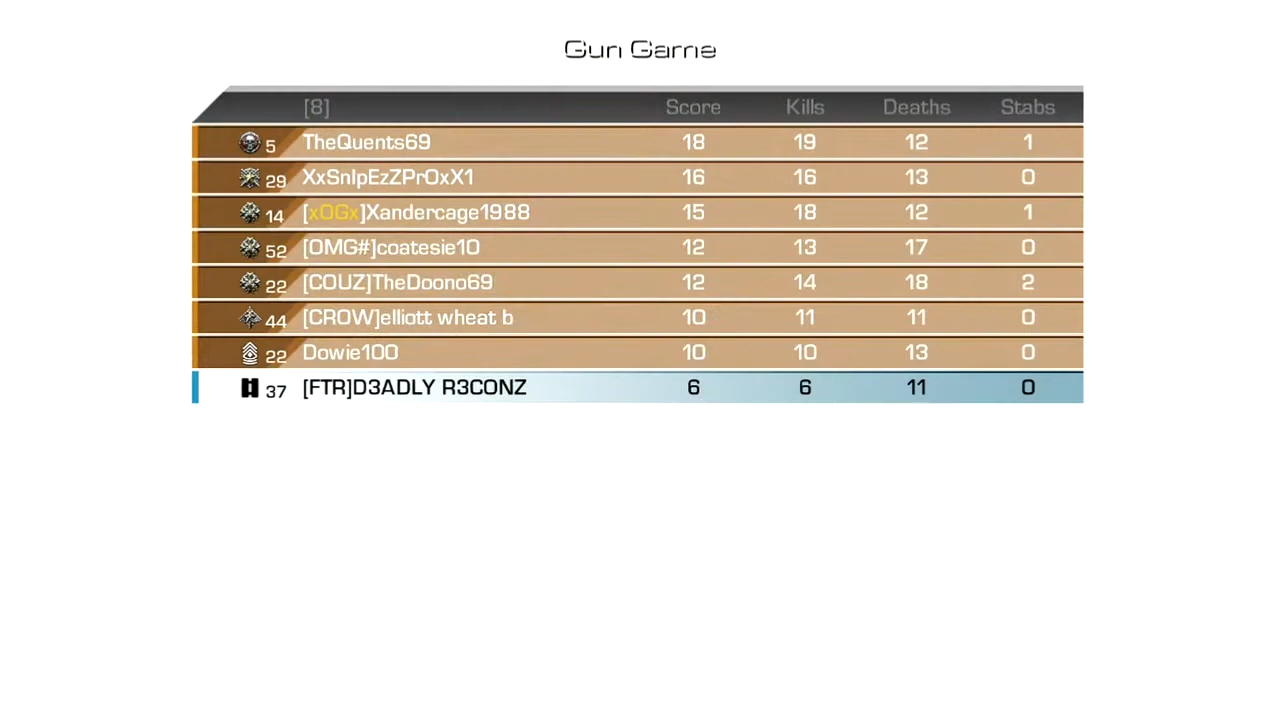 Gun Game
[8] Score Kills Deaths Stabs
5 TheQuents69 18 19 12 1
29 XxSnIpEzZPrOxX1 16 16 13 0
14 [xOGx]Xandercage1988 15 18 12 1
52 [OMG#]coatesie10 12 13 17 0
22 [COUZ]TheDoono69 12 14 18 2
44 [CROW]elliott wheat b 10 11 11 0
22 Dowie100 10 10 13 0
37 [FTR]D3ADLY R3CONZ 6 6 11 0